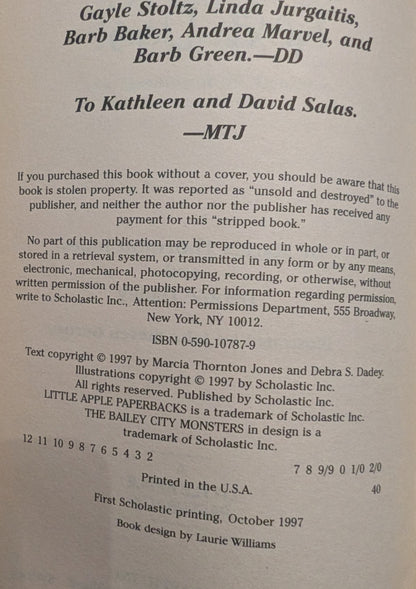 Gayle Stoltz, Linda Jurgaitis,
Barb Baker, Andrea Marvel, and
Barb Green.—DD
To Kathleen and David Salas.
—MTJ
If you purchased this book without a cover, you should be aware that this
book is stolen property. It was reported as “unsold and destroyed” to the
publisher, and neither the author nor the publisher has received any
payment for this “stripped book.”
No part of this publication may be reproduced in whole or in part, or
stored in a retrieval system, or transmitted in any form or by any means,
electronic, mechanical, photocopying, recording, or otherwise, without
written permission of the publisher. For information regarding permission,
write to Scholastic Inc., Attention: Permissions Department, 555 Broadway,
New York, NY 10012.
ISBN 0-590-10787-9
Text copyright © 1997 by Marcia Thornton Jones and Debra S. Dadey.
Illustrations copyright © 1997 by Scholastic Inc.
All rights reserved. Published by Scholastic Inc.
LITTLE APPLE PAPERBACKS is a trademark of Scholastic Inc.
THE BAILEY CITY MONSTERS in design is a
trademark of Scholastic Inc.
12 11 10 9 8 7 6 5 4 3 2 7 8 9/9 0 1/0 2/0
Printed in the U.S.A. 40
First Scholastic printing, October 1997
Book design by Laurie Williams